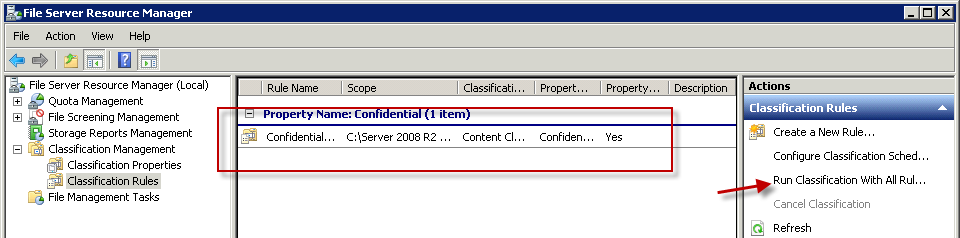 File Server Resource Manager
File Action View Help
File Server Resource Manager (Local)
Quota Management
File Screening Management
Storage Reports Management
Classification Management
Classification Properties
Classification Rules
File Management Tasks
Rule Name Scope Classificati... Propert... Property... Description
Property Name: Confidential (1 item)
Confidential... C:\Server 2008 R2 ... Content Cl... Confiden... Yes
Actions
Classification Rules
Create a New Rule...
Configure Classification Sched...
Run Classification With All Rul...
Cancel Classification
Refresh